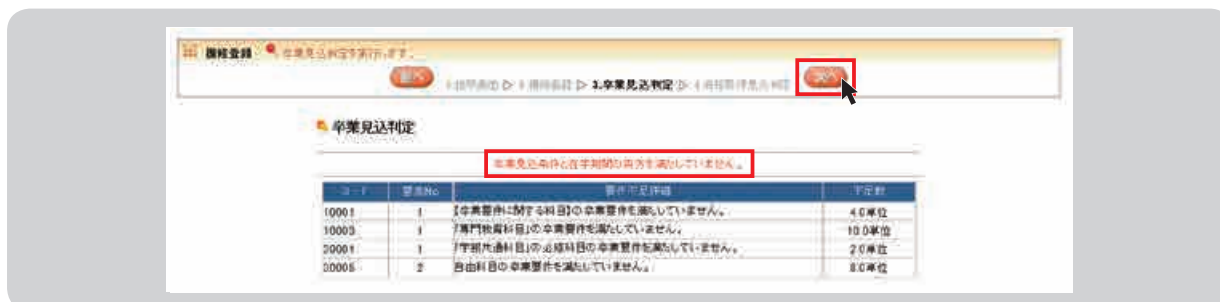 履修登録 卒業見込判定を実行します。
前へ ▷ 3.卒業見込判定 ▷ 次へ
卒業見込判定
卒業見込条件と在学期間の両方を満たしていません。
コード 要件No 要件不足詳細 不足数
10001 1 【卒業要件に関する科目】の卒業要件を満たしていません。 4.0単位
10003 1 「専門教育科目」の卒業要件を満たしていません。 10.0単位
20001 1 「学部共通科目」の必修科目の卒業要件を満たしていません。 2.0単位
30005 2 自由科目の卒業要件を満たしていません。 8.0単位